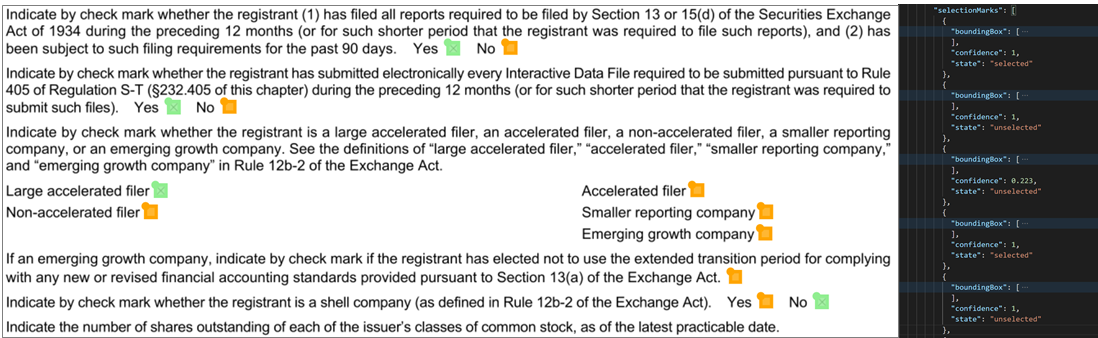 Indicate by check mark whether the registrant (1) has filed all reports required to be filed by Section 13 or 15(d) of the Securities Exchange
Act of 1934 during the preceding 12 months (or for such shorter period that the registrant was required to file such reports), and (2) has
been subject to such filing requirements for the past 90 days. Yes ☒ No ☐
Indicate by check mark whether the registrant has submitted electronically every Interactive Data File required to be submitted pursuant to Rule
405 of Regulation S-T (§232.405 of this chapter) during the preceding 12 months (or for such shorter period that the registrant was required to
submit such files). Yes ☒ No ☐
Indicate by check mark whether the registrant is a large accelerated filer, an accelerated filer, a non-accelerated filer, a smaller reporting
company, or an emerging growth company. See the definitions of “large accelerated filer,” “accelerated filer,” “smaller reporting company,”
and “emerging growth company” in Rule 12b-2 of the Exchange Act.
Large accelerated filer ☒ Accelerated filer ☐
Non-accelerated filer ☐ Smaller reporting company ☐
Emerging growth company ☐
If an emerging growth company, indicate by check mark if the registrant has elected not to use the extended transition period for complying
with any new or revised financial accounting standards provided pursuant to Section 13(a) of the Exchange Act. ☐
Indicate by check mark whether the registrant is a shell company (as defined in Rule 12b-2 of the Exchange Act). Yes ☐ No ☒
Indicate the number of shares outstanding of each of the issuer’s classes of common stock, as of the latest practicable date.
"selectionMarks": [
{
"boundingBox": [ ···
],
"confidence": 1,
"state": "selected"
},
{
"boundingBox": [ ···
],
"confidence": 1,
"state": "unselected"
},
{
"boundingBox": [ ···
],
"confidence": 0.223,
"state": "unselected"
},
{
"boundingBox": [ ···
],
"confidence": 1,
"state": "selected"
},
{
"boundingBox": [ ···
],
"confidence": 1,
"state": "unselected"
},